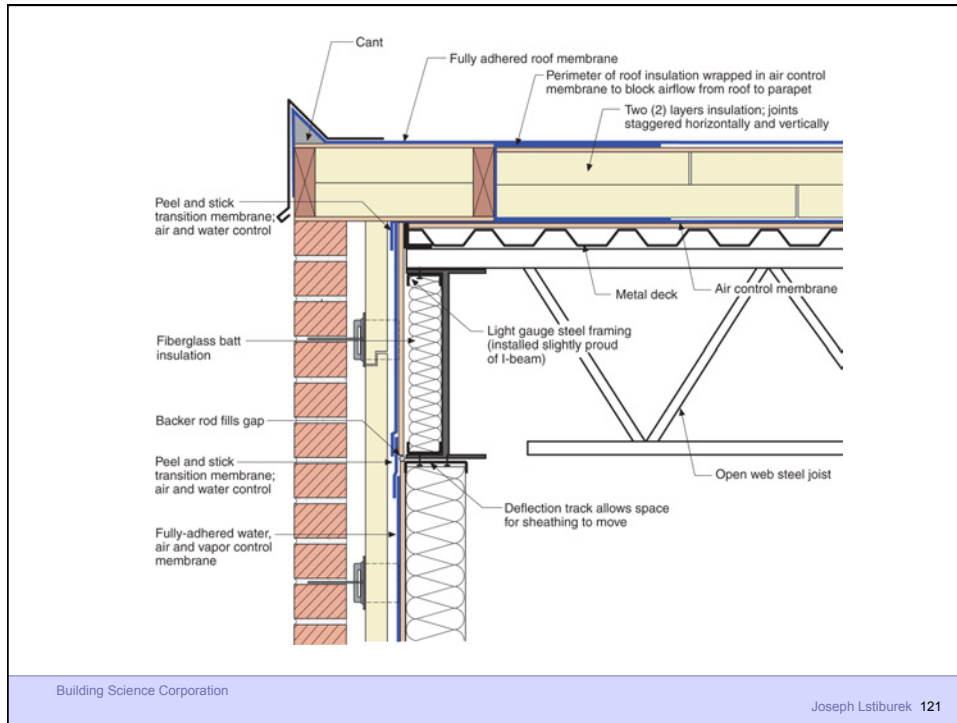 Cant
Fully adhered roof membrane
Perimeter of roof insulation wrapped in air control
membrane to block airflow from roof to parapet
Two (2) layers insulation; joints
staggered horizontally and vertically
Peel and stick
transition membrane;
air and water control
Metal deck
Air control membrane
Light gauge steel framing
(installed slightly proud
of I-beam)
Fiberglass batt
insulation
Backer rod fills gap
Peel and stick
transition membrane;
air and water control
Open web steel joist
Deflection track allows space
for sheathing to move
Fully-adhered water,
air and vapor control
membrane
Building Science Corporation
Joseph Lstiburek 121